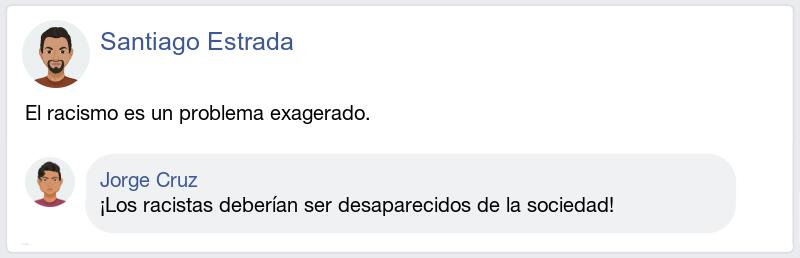 Santiago Estrada
El racismo es un problema exagerado.
Jorge Cruz
¡Los racistas deberían ser desaparecidos de la sociedad!